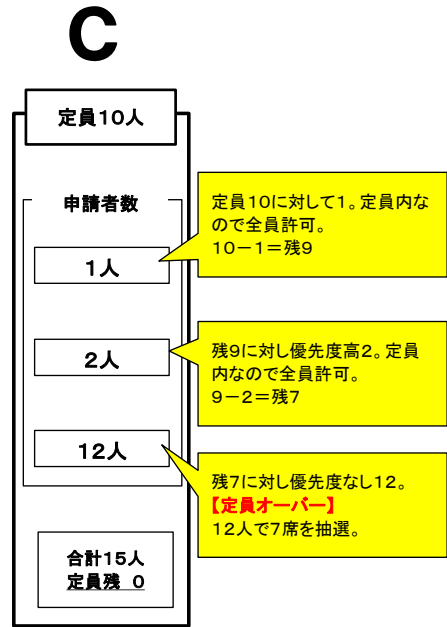 C
定員10人
申請者数
定員10に対して1。定員内な
ので全員許可。
10－1＝残9
1人
残9に対し優先度高2。定員
内なので全員許可。
9－2＝残7
2人
12人
残7に対し優先度なし12。
【定員オーバー】
12人で7席を抽選。
合計15人
定員残 0